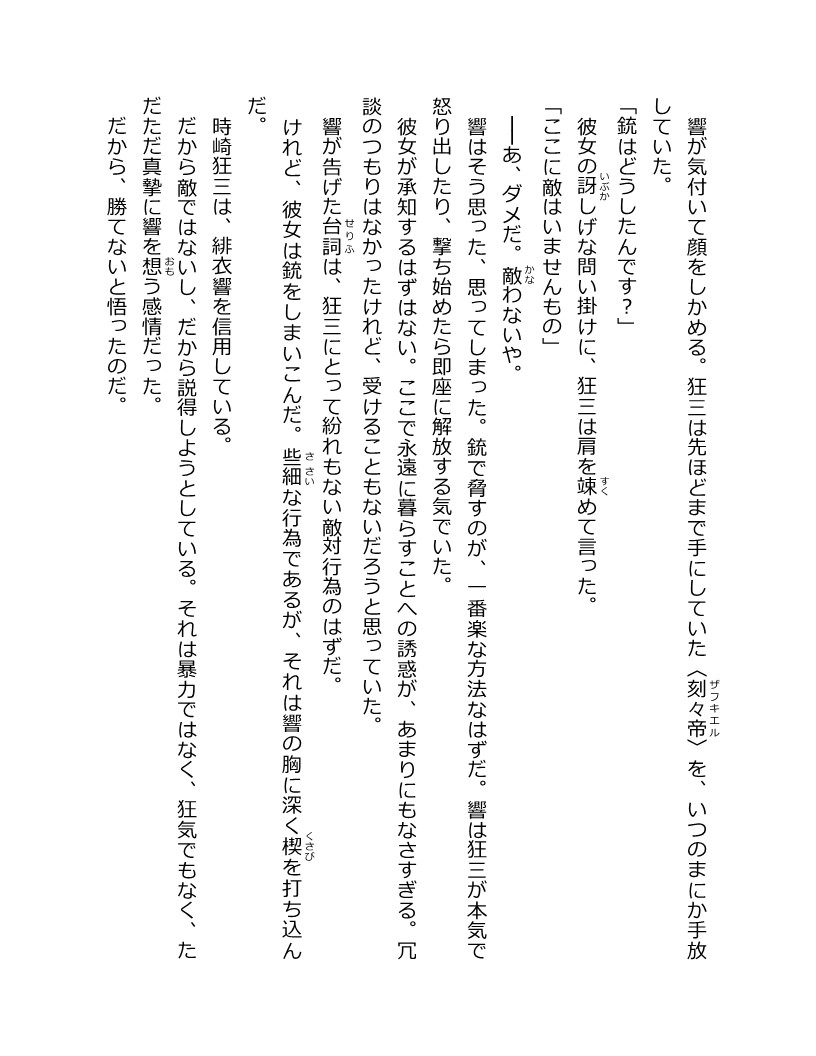 響が気付いて顔をしかめる。狂三は先ほどまで手にしていた〈刻々帝〉を、いつのまにか手放
していた。
「銃はどうしたんです？」
彼女の訝しげな問い掛けに、狂三は肩を竦めて言った。
「ここに敵はいませんもの」
――あ、ダメだ。敵わないや。
響はそう思った、思ってしまった。銃で脅すのが、一番楽な方法なはずだ。響は狂三が本気で
怒り出したり、撃ち始めたら即座に解放する気でいた。
彼女が承知するはずはない。ここで永遠に暮らすことへの誘惑が、あまりにもなさすぎる。冗
談のつもりはなかったけれど、受けることもないだろうと思っていた。
響が告げた台詞は、狂三にとって紛れもない敵対行為のはずだ。
けれど、彼女は銃をしまいこんだ。些細な行為であるが、それは響の胸に深く楔を打ち込ん
だ。
時崎狂三は、緋衣響を信用している。
だから敵ではないし、だから説得しようとしている。それは暴力ではなく、狂気でもなく、た
だただ真摯に響を想う感情だった。
だから、勝てないと悟ったのだ。